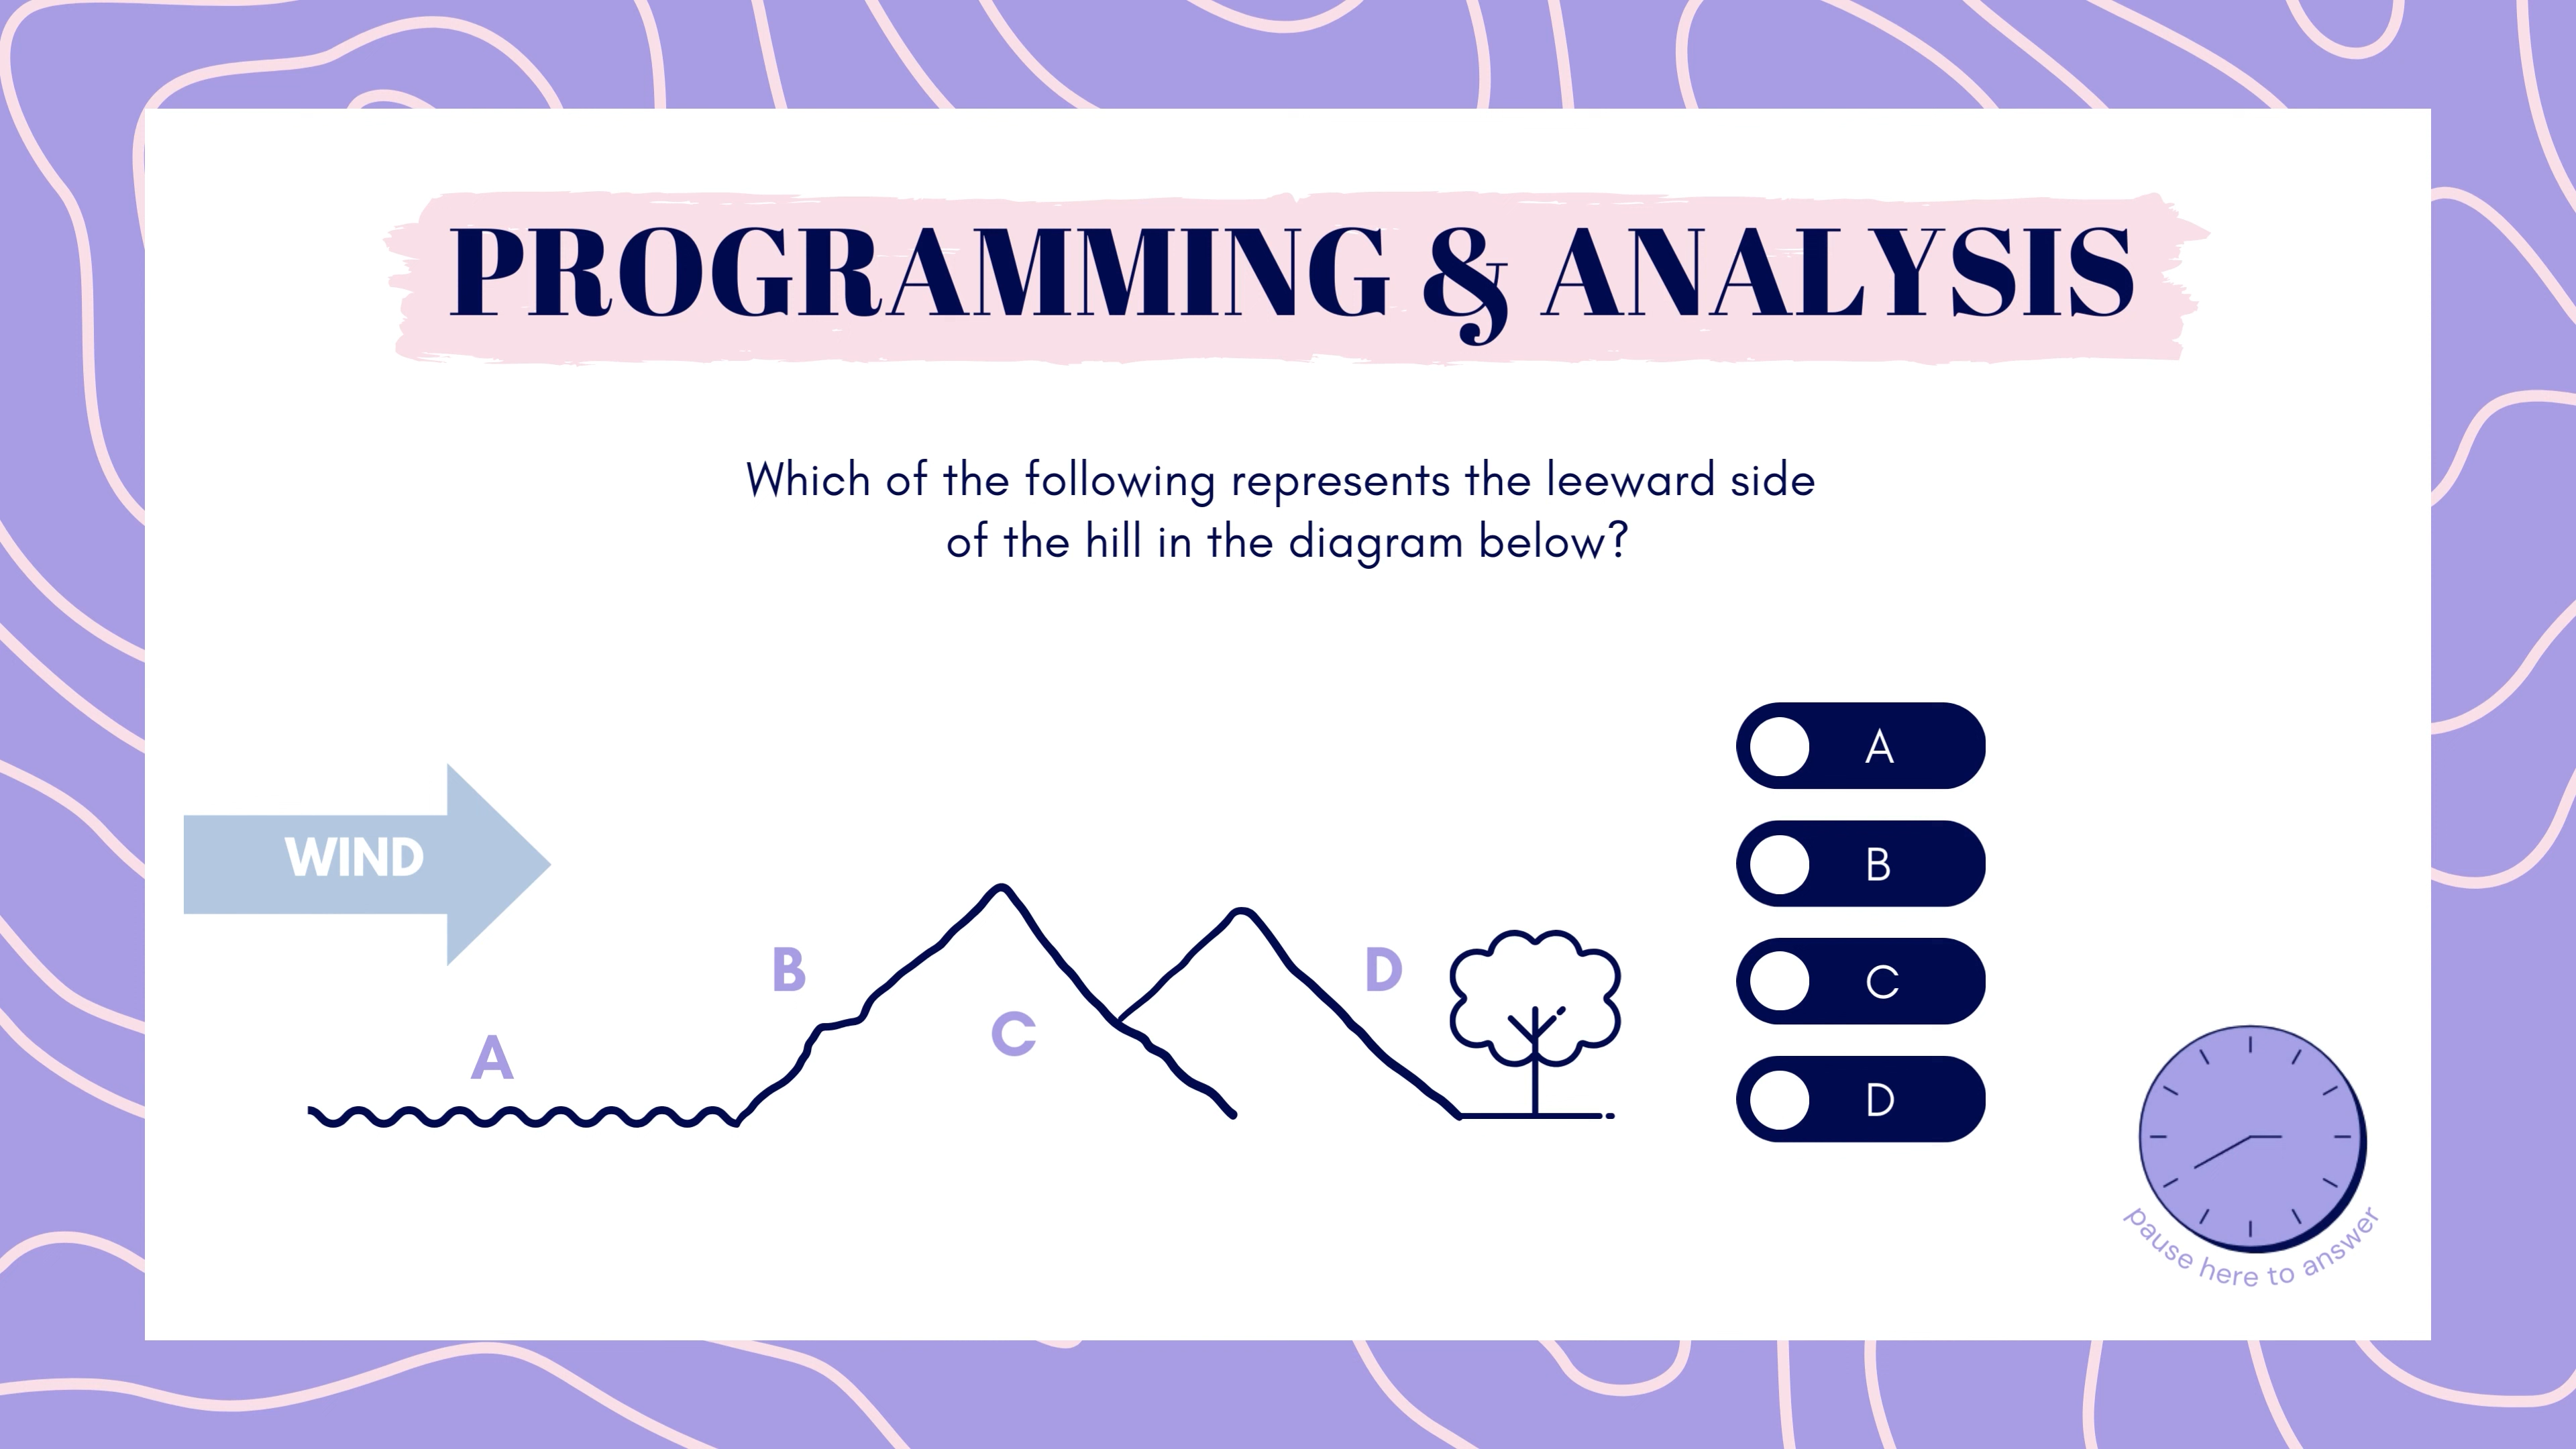 PROGRAMMING & ANALYSIS
Which of the following represents the leeward side
of the hill in the diagram below?
WIND
A
B
C
D
A
B
C
D
pause here to answer